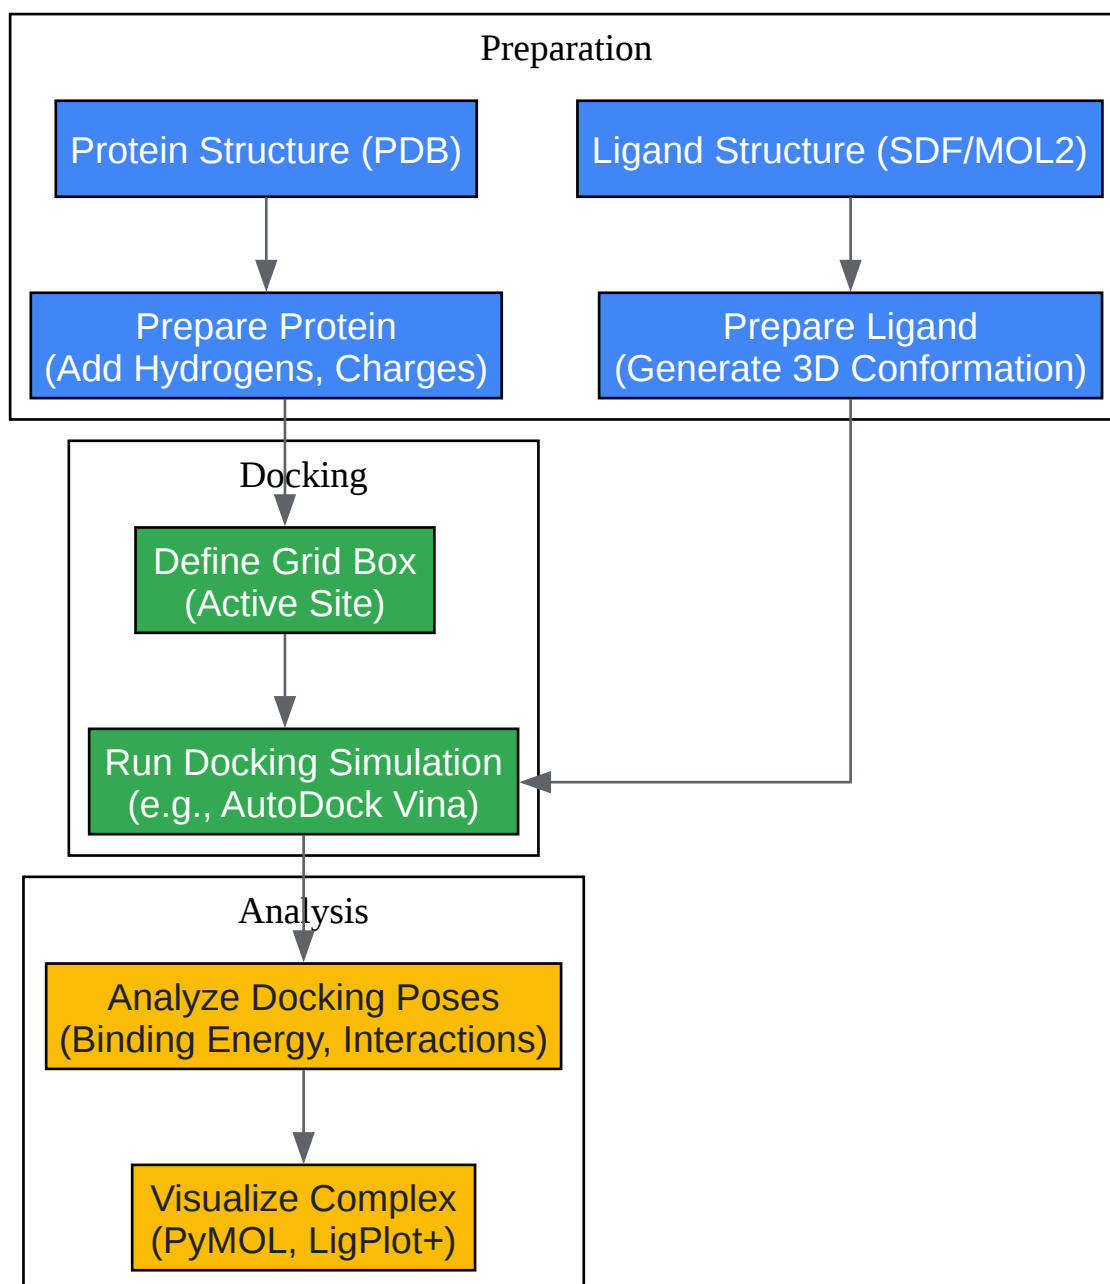 Preparation
Protein Structure (PDB)
Ligand Structure (SDF/MOL2)
Prepare Protein
(Add Hydrogens, Charges)
Prepare Ligand
(Generate 3D Conformation)
Docking
Define Grid Box
(Active Site)
Run Docking Simulation
(e.g., AutoDock Vina)
Analysis
Analyze Docking Poses
(Binding Energy, Interactions)
Visualize Complex
(PyMOL, LigPlot+)